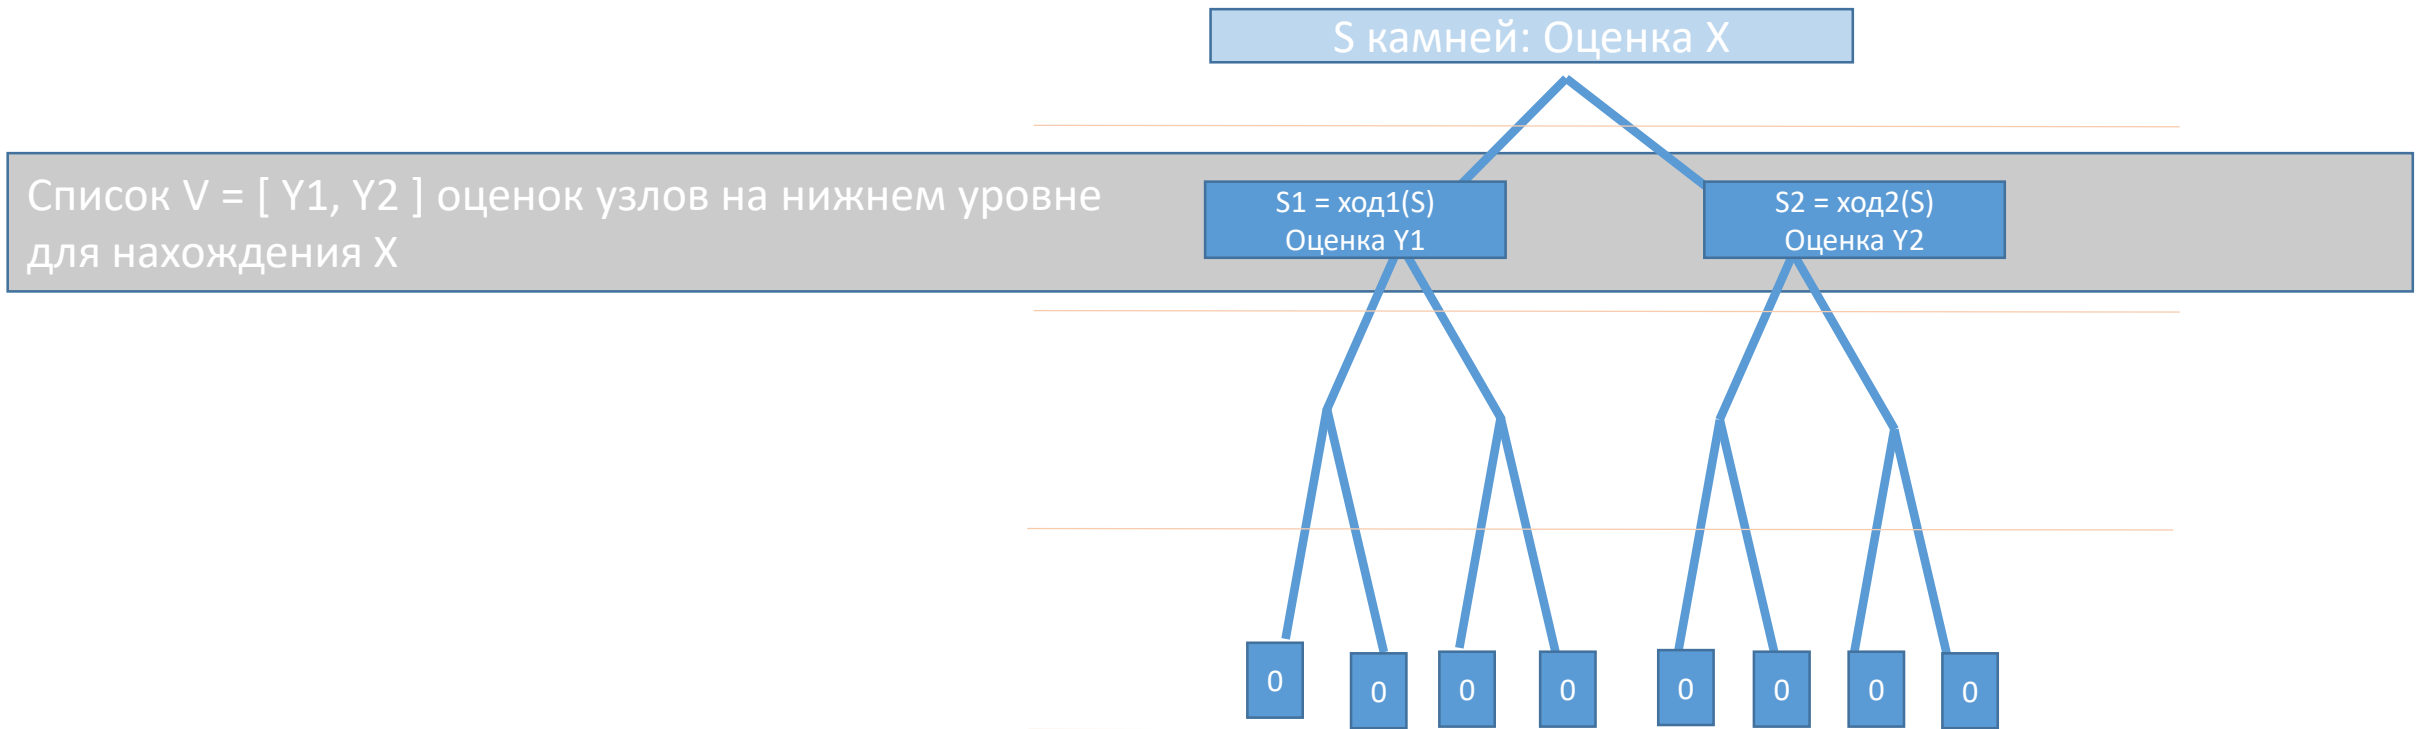 S камней: Оценка X
Список V = [ Y1, Y2 ] оценок узлов на нижнем уровне
для нахождения X
S1 = ход1(S)
Оценка Y1
S2 = ход2(S)
Оценка Y2
0
0
0
0
0
0
0
0